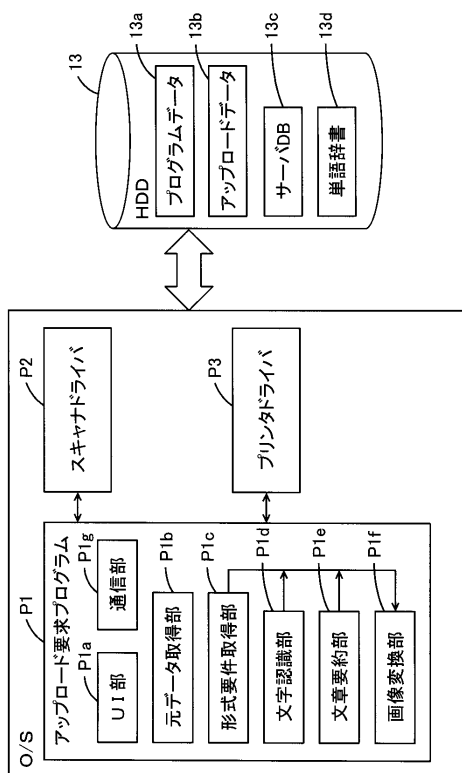 O/S
P1
アップロード要求プログラム
P1a
UI部
P1g
通信部
P1b
元データ取得部
P1c
形式要件取得部
P1d
文字認識部
P1e
文章要約部
P1f
画像変換部
P2
スキャナドライバ
P3
プリンタドライバ
13
HDD
13a
プログラムデータ
13b
アップロードデータ
13c
サーバDB
13d
単語辞書